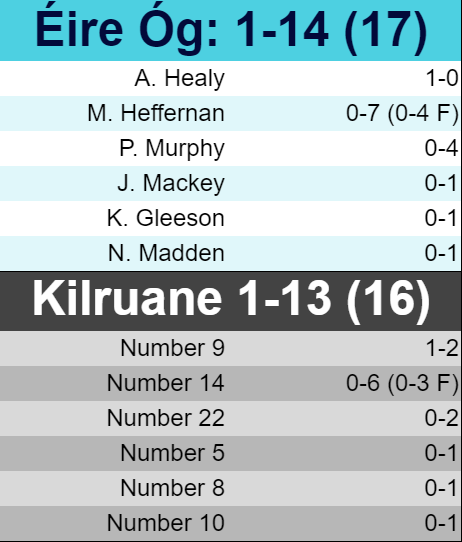 Éire Óg: 1-14 (17)
A. Healy 1-0
M. Heffernan 0-7 (0-4 F)
P. Murphy 0-4
J. Mackey 0-1
K. Gleeson 0-1
N. Madden 0-1
Kilruane 1-13 (16)
Number 9 1-2
Number 14 0-6 (0-3 F)
Number 22 0-2
Number 5 0-1
Number 8 0-1
Number 10 0-1